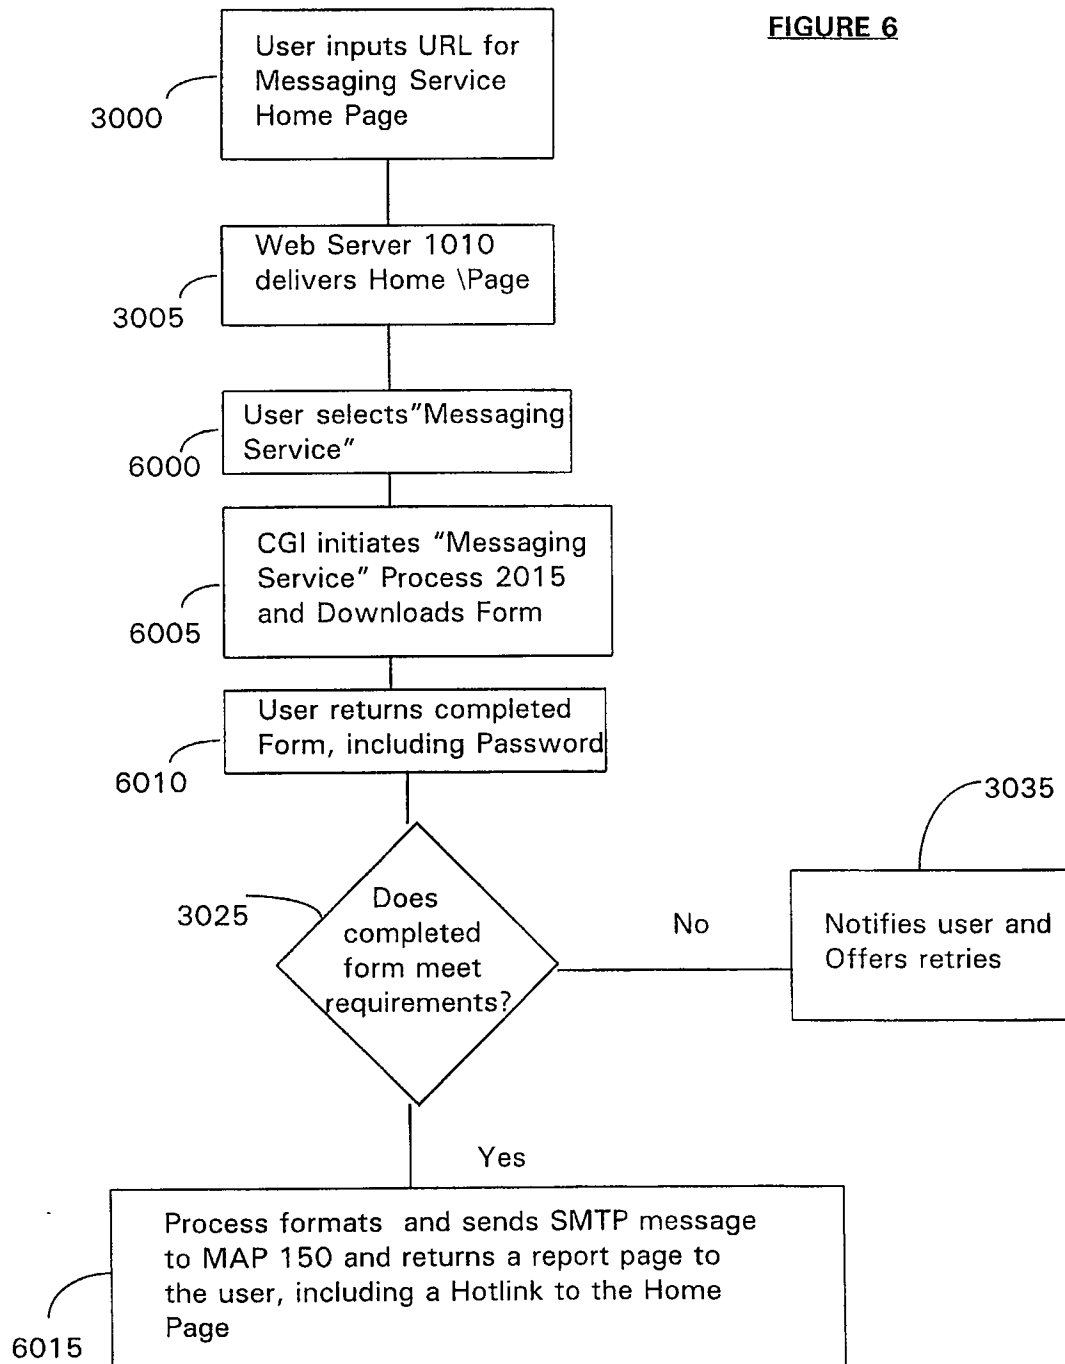 FIGURE 6
User inputs URL for
Messaging Service
Home Page
3000
Web Server 1010
delivers Home \Page
3005
User selects"Messaging
Service"
6000
CGI initiates "Messaging
Service" Process 2015
and Downloads Form
6005
User returns completed
Form, including Password
6010
3035
Does
completed
form meet
requirements?
3025
No
Notifies user and
Offers retries
Yes
Process formats and sends SMTP message
to MAP 150 and returns a report page to
the user, including a Hotlink to the Home
Page
6015